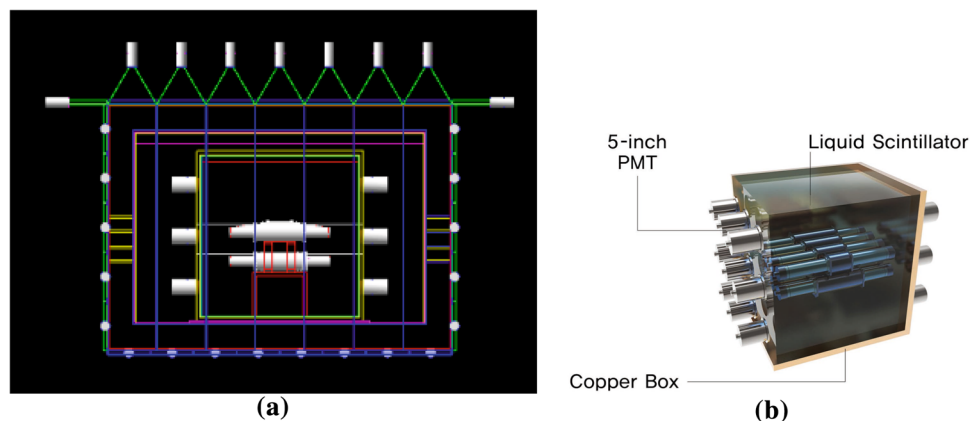 5-inch
PMT
Liquid Scintillator
Copper Box
(a)
(b)